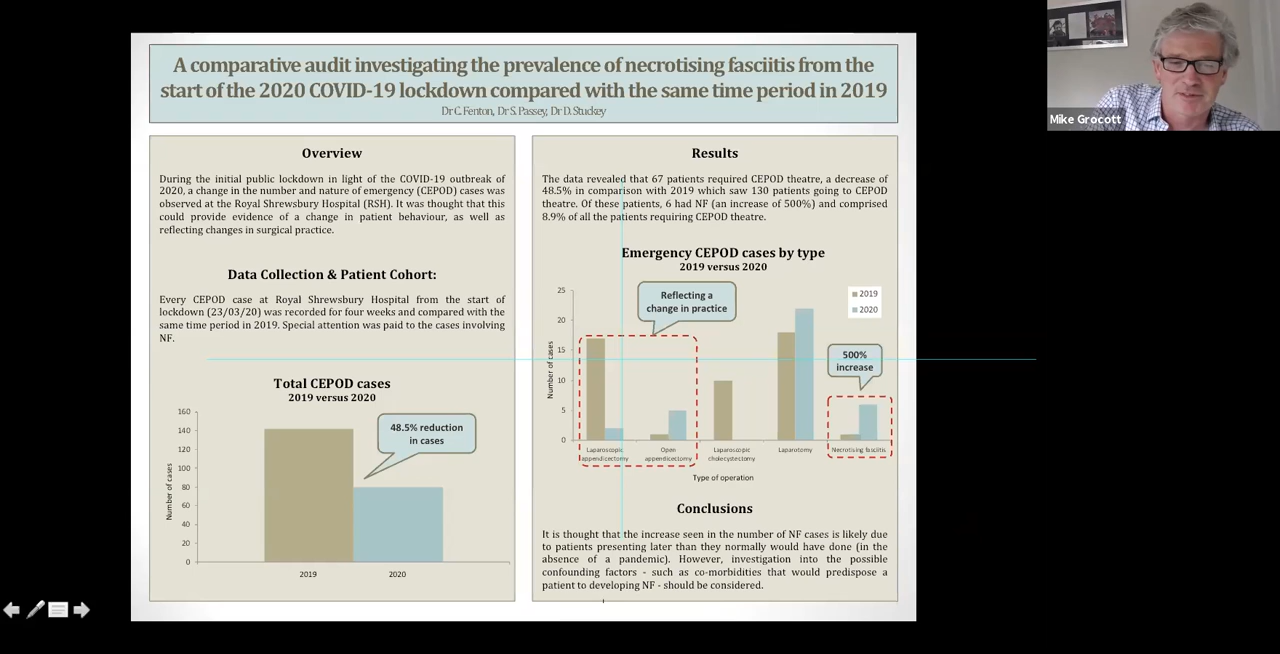 A comparative audit investigating the prevalence of necrotising fasciitis from the
start of the 2020 COVID-19 lockdown compared with the same time period in 2019
Dr C. Fenton, Dr S. Passey, Dr D. Stuckey
Overview
During the initial public lockdown in light of the COVID-19 outbreak of
2020, a change in the number and nature of emergency (CEPOD) cases was
observed at the Royal Shrewsbury Hospital (RSH). It was thought that this
could provide evidence of a change in patient behaviour, as well as
reflecting changes in surgical practice.
Data Collection & Patient Cohort:
Every CEPOD case at Royal Shrewsbury Hospital from the start of
lockdown (23/03/20) was recorded for four weeks and compared with the
same time period in 2019. Special attention was paid to the cases involving
NF.
Total CEPOD cases
2019 versus 2020
160
140
120
100
80
60
40
20
0
Number of cases
48.5% reduction
in cases
2019
2020
Results
The data revealed that 67 patients required CEPOD theatre, a decrease of
48.5% in comparison with 2019 which saw 130 patients going to CEPOD
theatre. Of these patients, 6 had NF (an increase of 500%) and comprised
8.9% of all the patients requiring CEPOD theatre.
Emergency CEPOD cases by type
2019 versus 2020
25
20
15
10
5
0
Number of cases
Reflecting a
change in practice
2019
2020
500%
increase
Laparoscopic
appendicectomy
Open
appendicectomy
Laparoscopic
cholecystectomy
Laparotomy
Necrotising fasciitis
Type of operation
Conclusions
It is thought that the increase seen in the number of NF cases is likely due
to patients presenting later than they normally would have done (in the
absence of a pandemic). However, investigation into the possible
confounding factors - such as co-morbidities that would predispose a
patient to developing NF - should be considered.
Mike Grocott